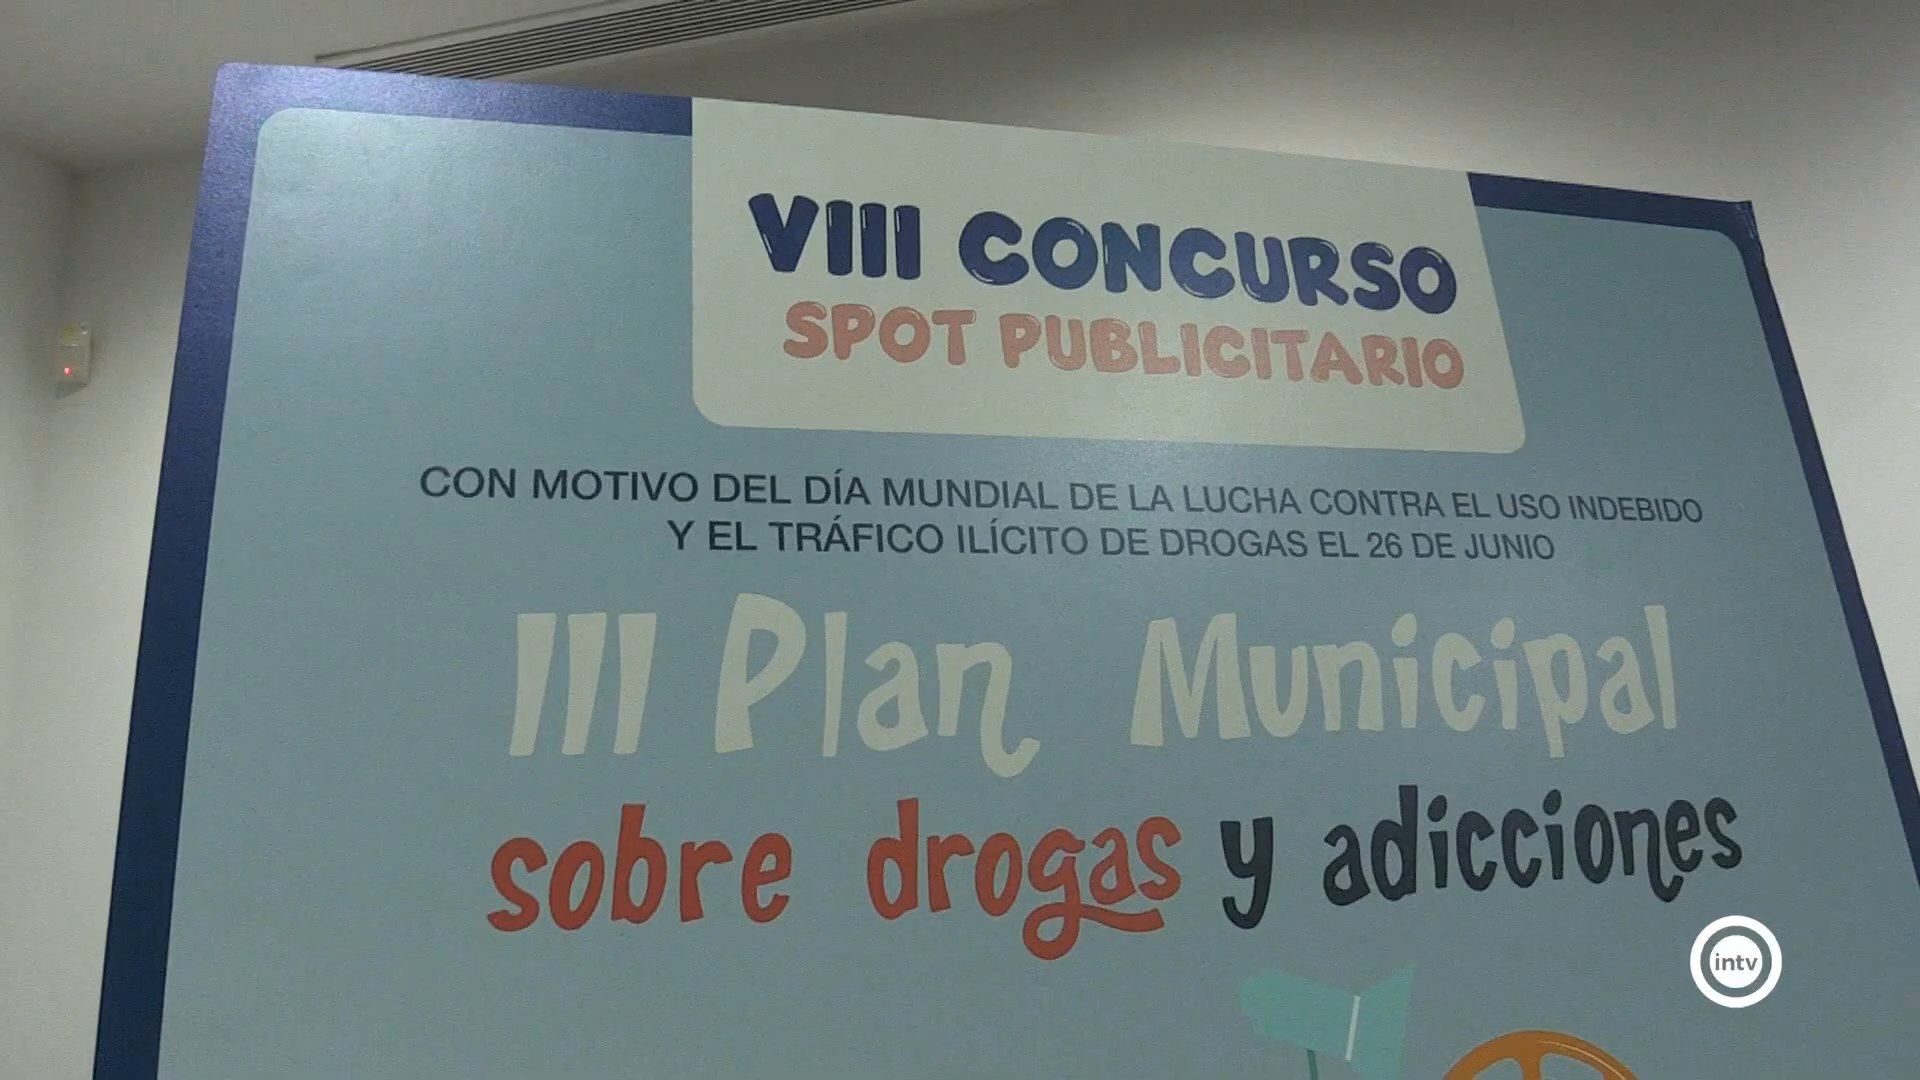 VIII CONCURSO
SPOT PUBLICITARIO
CON MOTIVO DEL DÍA MUNDIAL DE LA LUCHA CONTRA EL USO INDEBIDO
Y EL TRÁFICO ILÍCITO DE DROGAS EL 26 DE JUNIO
III Plan Municipal
sobre drogas y adicciones
intv